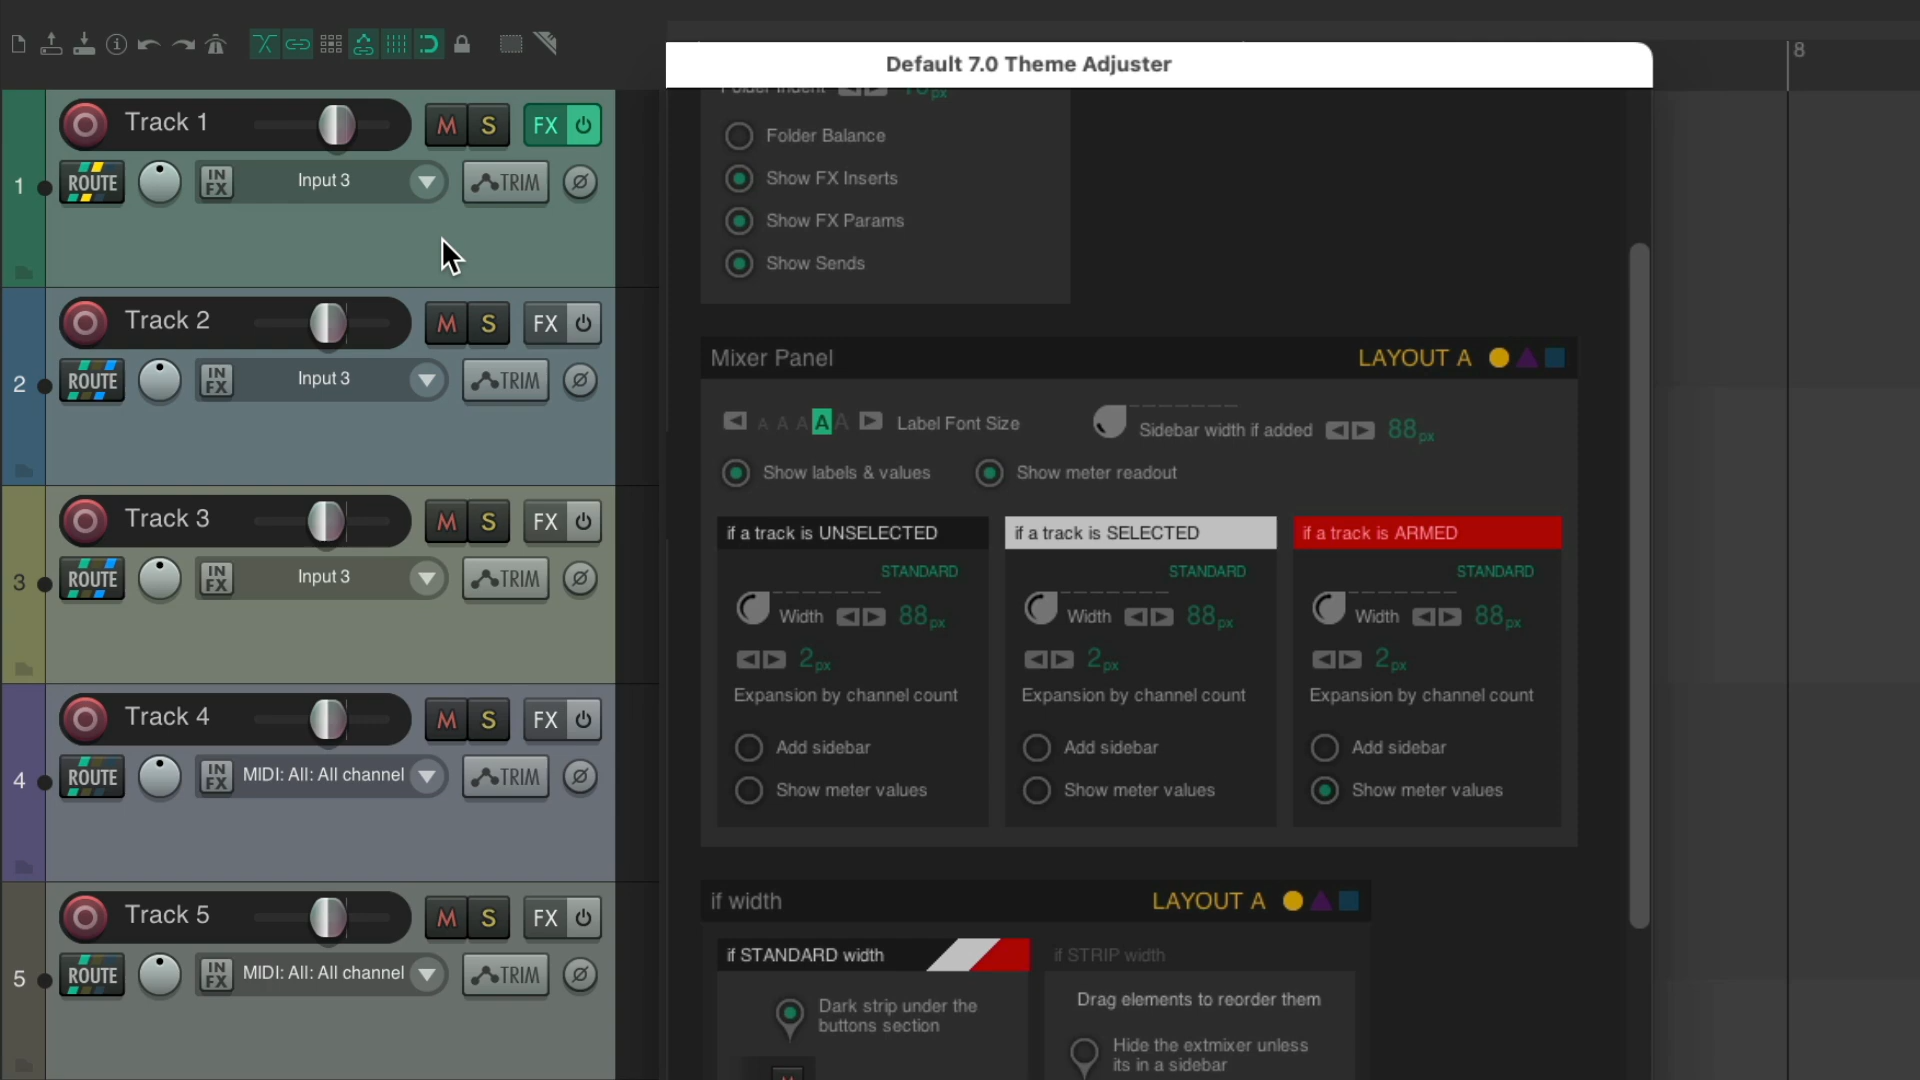 Default 7.0 Theme Adjuster
8
Track 1
M S FX
1 ROUTE IN FX Input 3 TRIM
Track 2
M S FX
2 ROUTE IN FX Input 3 TRIM
Track 3
M S FX
3 ROUTE IN FX Input 3 TRIM
Track 4
M S FX
4 ROUTE IN FX MIDI: All: All channel TRIM
Track 5
M S FX
5 ROUTE IN FX MIDI: All: All channel TRIM
Folder Indent px
Folder Balance
Show FX Inserts
Show FX Params
Show Sends
Mixer Panel LAYOUT A
A A A A A Label Font Size
Sidebar width if added 88px
Show labels & values
Show meter readout
if a track is UNSELECTED
STANDARD
Width 88px
2px
Expansion by channel count
Add sidebar
Show meter values
if a track is SELECTED
STANDARD
Width 88px
2px
Expansion by channel count
Add sidebar
Show meter values
if a track is ARMED
STANDARD
Width 88px
2px
Expansion by channel count
Add sidebar
Show meter values
if width LAYOUT A
if STANDARD width
Dark strip under the
buttons section
if STRIP width
Drag elements to reorder them
Hide the extmixer unless
its in a sidebar